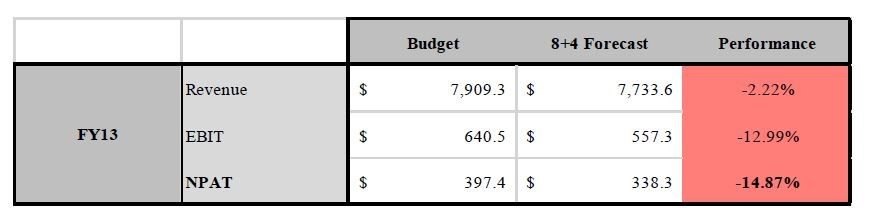 Budget 8+4 Forecast Performance
Revenue $ 7,909.3 $ 7,733.6 -2.22%
FY13 EBIT $ 640.5 $ 557.3 -12.99%
NPAT $ 397.4 $ 338.3 -14.87%